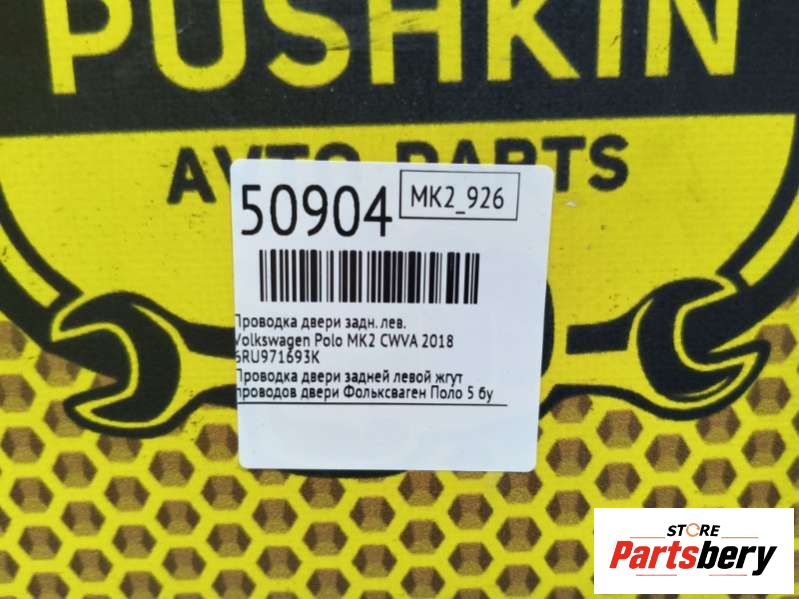 PUSHKIN
AVTO PARTS
50904
MK2_926
Проводка двери задн. лев.
Volkswagen Polo MK2 CWVA 2018
6RU971693K
Проводка двери задней левой жгут
проводов двери Фольксваген Поло 5 бу
STORE
Partsbery